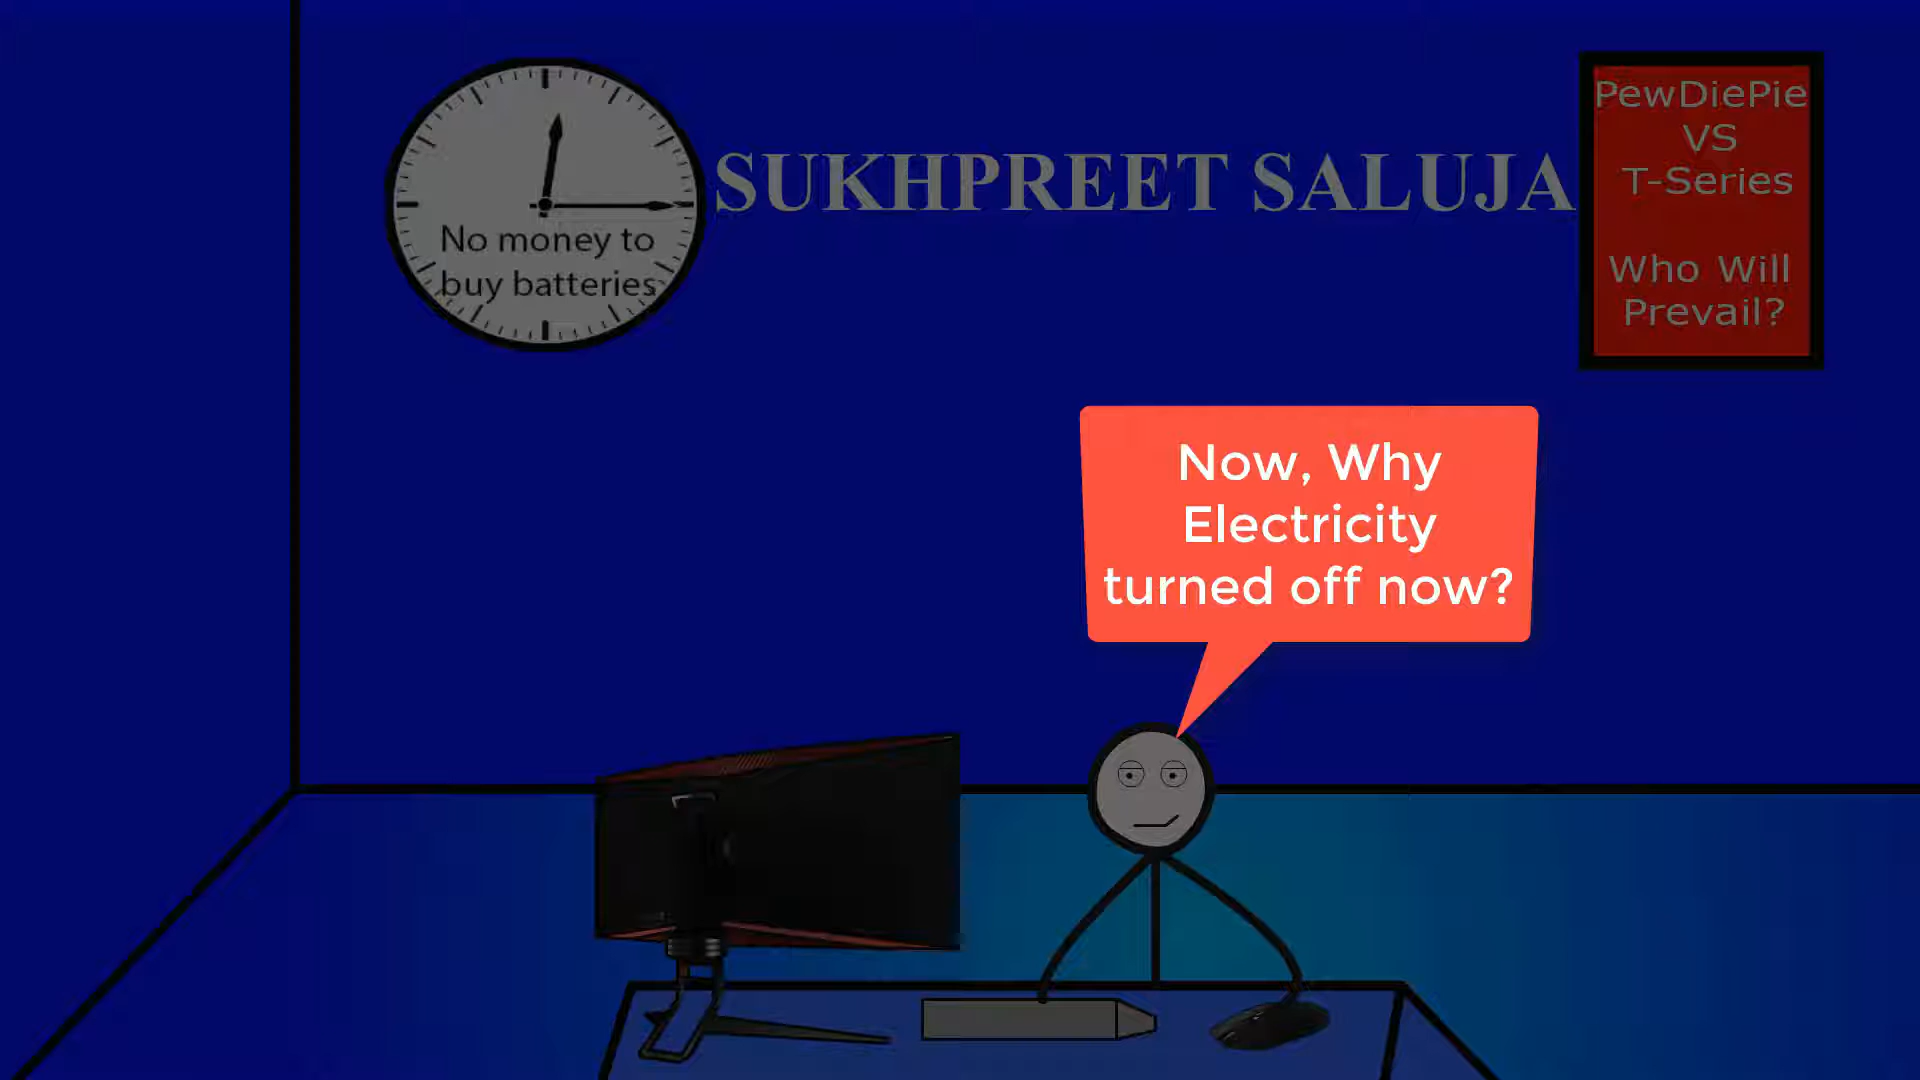 No money to
buy batteries
SUKHPREET SALUJA
PewDiePie
VS
T-Series
Who Will
Prevail?
Now, Why
Electricity
turned off now?